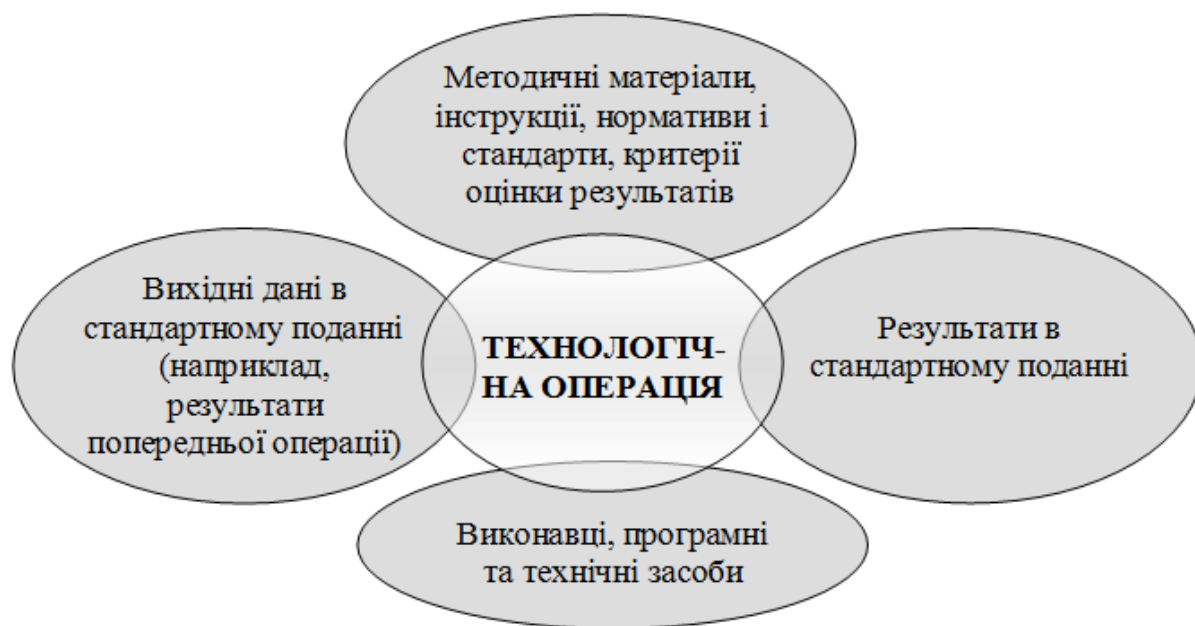 Методичні матеріали,
інструкції, нормативи і
стандарти, критерії
оцінки результатів
Вихідні дані в
стандартному поданні
(наприклад,
результати
попередньої операції)
ТЕХНОЛОГІЧ-
НА ОПЕРАЦІЯ
Результати в
стандартному поданні
Виконавці, програмні
та технічні засоби